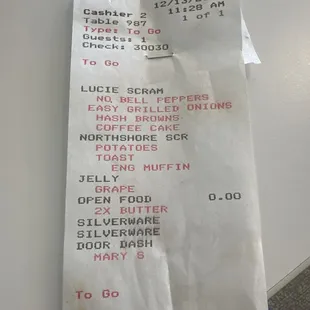 Cashier 2
Table 987
Type: To Go
Guests: 1
Check: 30030
11:28 AM
1 of 1
To Go
LUCIE SCRAM
NO BELL PEPPERS
EASY GRILLED ONIONS
HASH BROWNS
COFFEE CAKE
NORTHSHORE SCR
POTATOES
TOAST
ENG MUFFIN
JELLY
GRAPE
OPEN FOOD 0.00
2X BUTTER
SILVERWARE
SILVERWARE
DOOR DASH
MARY S
To Go